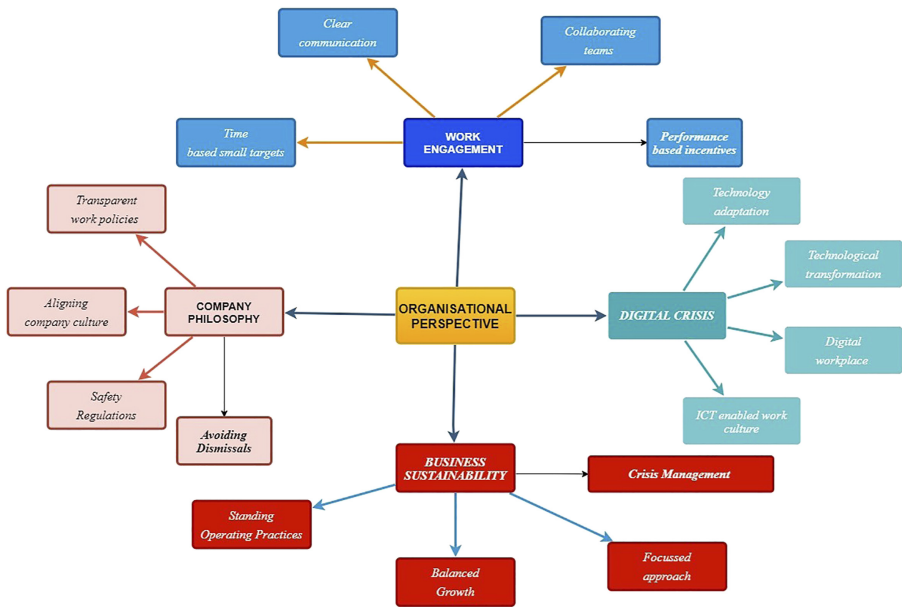 Clear
communication
Collaborating
teams
Time
based small targets
WORK
ENGAGEMENT
Performance
based incentives
Transparent
work policies
Technology
adaptation
Technological
transformation
Aligning
company culture
COMPANY
PHILOSOPHY
ORGANISATIONAL
PERSPECTIVE
DIGITAL CRISIS
Digital
workplace
Safety
Regulations
Avoiding
Dismissals
ICT enabled work
culture
BUSINESS
SUSTAINABILITY
Crisis Management
Standing
Operating Practices
Balanced
Growth
Focussed
approach